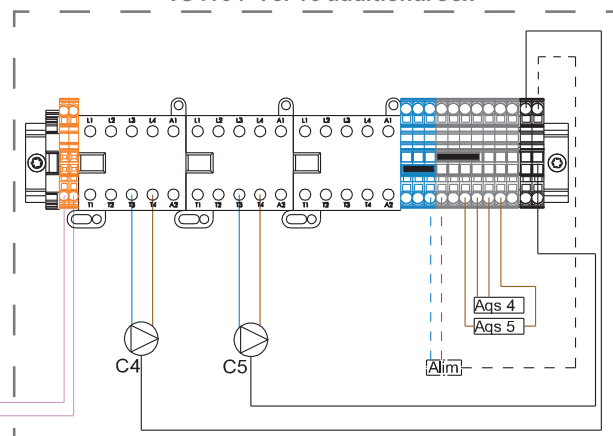 L1 L2 L3 L4 A1 L1 L2 L3 L4 A1 L1 L2 L3 L4 A1
T1 T2 T3 T4 A2 T1 T2 T3 T4 A2 T1 T2 T3 T4 A2
Aqs 4
Aqs 5
C4 C5 Alim